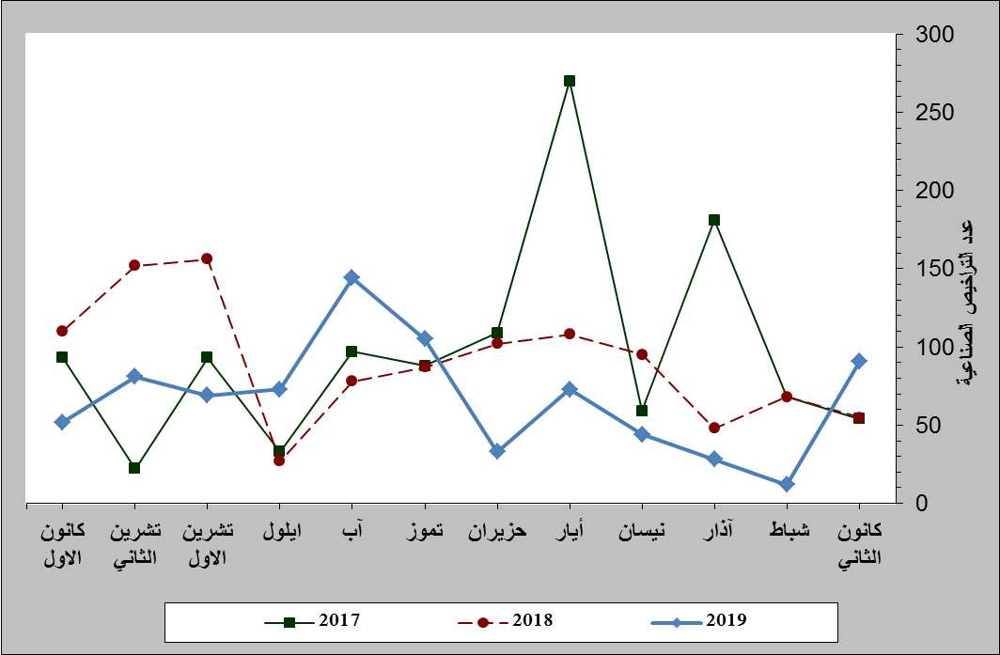 300
250
200
150
100
50
0
عدد التراخيص الصناعية
كانون الثاني
شباط
آذار
نيسان
أيار
حزيران
تموز
آب
ايلول
تشرين الاول
تشرين الثاني
كانون الاول
2017
2018
2019